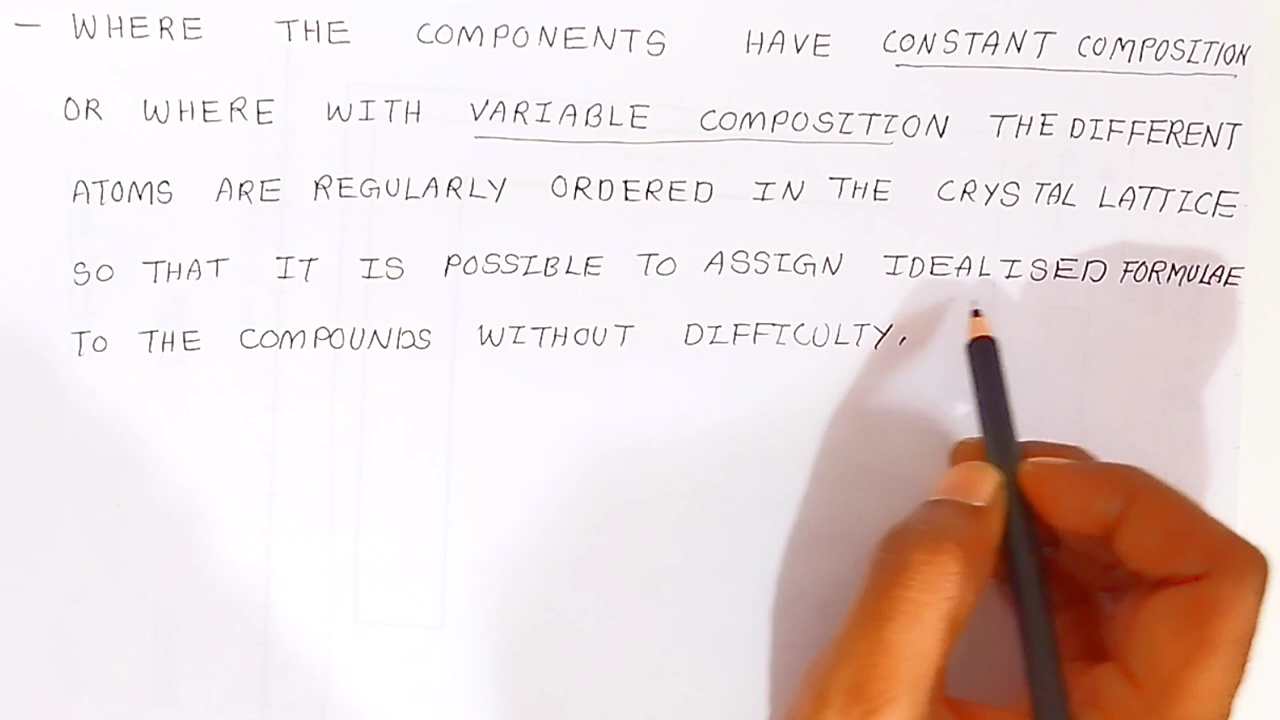 — WHERE THE COMPONENTS HAVE CONSTANT COMPOSITION
OR WHERE WITH VARIABLE COMPOSITION THE DIFFERENT
ATOMS ARE REGULARLY ORDERED IN THE CRYSTAL LATTICE
SO THAT IT IS POSSIBLE TO ASSIGN IDEALISED FORMULAE
TO THE COMPOUNDS WITHOUT DIFFICULTY.